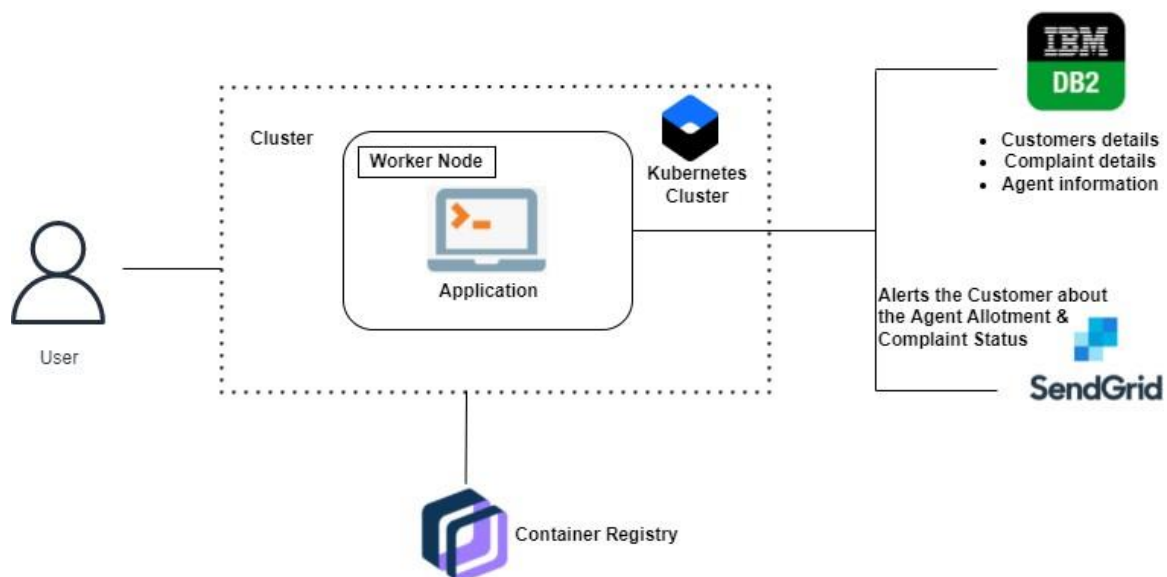 IBM
DB2
Customers details
Complaint details
Agent information
Cluster
Worker Node
Kubernetes
Cluster
Application
User
Alerts the Customer about
the Agent Allotment &
Complaint Status
SendGrid
Container Registry